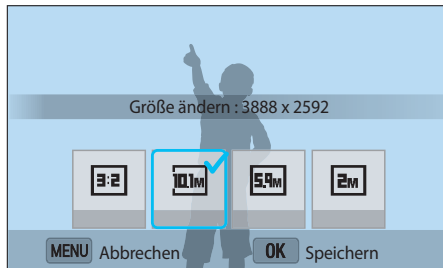 Größe ändern : 3888 x 2592
3:2 10.1M 5.9M 2M
MENU Abbrechen OK Speichern